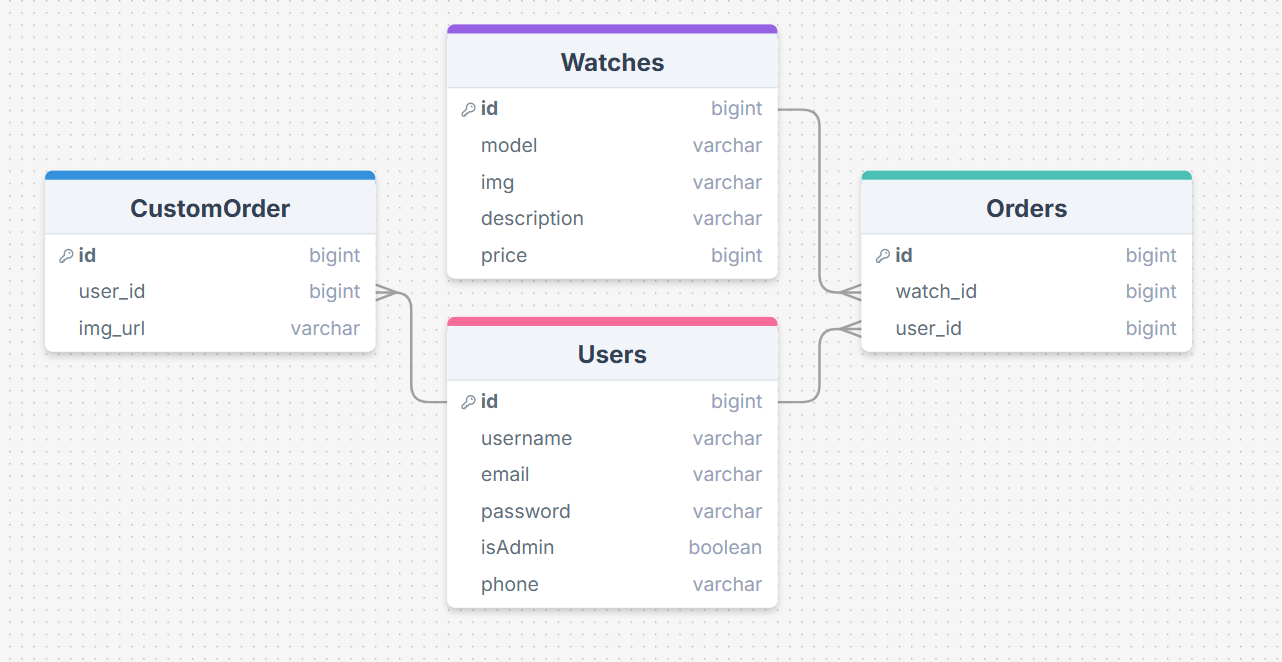 Watches
id bigint
model varchar
img varchar
description varchar
price bigint
CustomOrder
id bigint
user_id bigint
img_url varchar
Orders
id bigint
watch_id bigint
user_id bigint
Users
id bigint
username varchar
email varchar
password varchar
isAdmin boolean
phone varchar